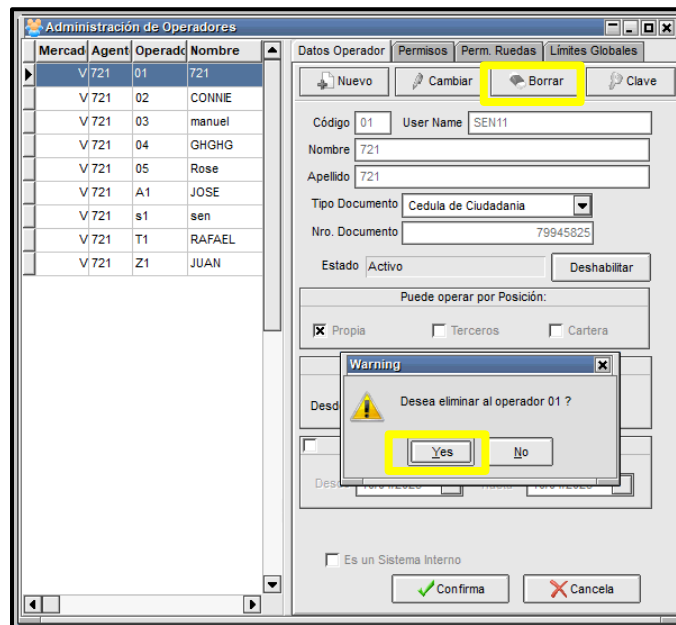 Administración de Operadores
Mercad Agent Operado Nombre
V 721 01 721
V 721 02 CONNIE
V 721 03 manuel
V 721 04 GHGHG
V 721 05 Rose
V 721 A1 JOSE
V 721 s1 sen
V 721 T1 RAFAEL
V 721 Z1 JUAN
Datos Operador Permisos Perm. Ruedas Límites Globales
Nuevo Cambiar Borrar Clave
Código 01 User Name SEN11
Nombre 721
Apellido 721
Tipo Documento Cedula de Ciudadania
Nro. Documento 79945825
Estado Activo Deshabilitar
Puede operar por Posición:
Propia Terceros Cartera
Warning
Desea eliminar al operador 01 ?
Yes No
Es un Sistema Interno
Confirma Cancela